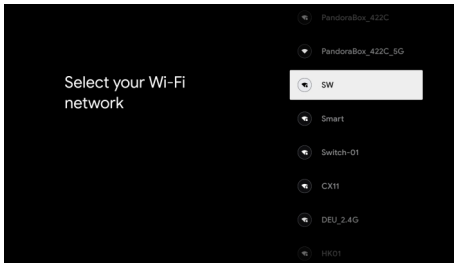 PandoraBox_422C
PandoraBox_422C_5G
Select your Wi-Fi
network
SW
Smart
Switch-01
CX11
DEU_2.4G
HK01